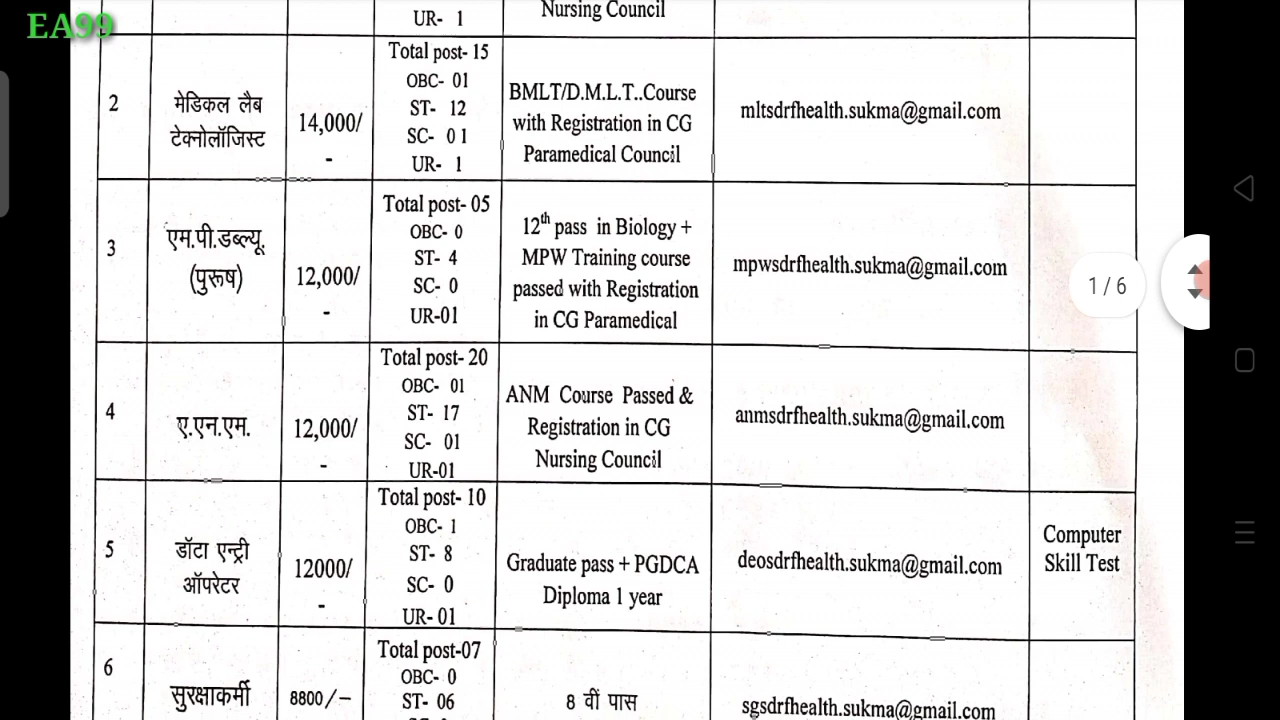 EA99
UR- 1
Nursing Council
2
मेडिकल लैब
टेक्नोलॉजिस्ट
14,000/
-
Total post- 15
OBC- 01
ST- 12
SC- 0 1
UR- 1
BMLT/D.M.L.T..Course
with Registration in CG
Paramedical Council
mltsdrfhealth.sukma@gmail.com
3
एम.पी.डब्ल्यू.
(पुरूष)
12,000/
-
Total post- 05
OBC- 0
ST- 4
SC- 0
UR-01
12th pass in Biology +
MPW Training course
passed with Registration
in CG Paramedical
mpwsdrfhealth.sukma@gmail.com
1 / 6
4
ए.एन.एम.
12,000/
-
Total post- 20
OBC- 01
ST- 17
SC- 01
UR-01
ANM Course Passed &
Registration in CG
Nursing Council
anmsdrfhealth.sukma@gmail.com
5
डॉटा एन्ट्री
ऑपरेटर
12000/
-
Total post- 10
OBC- 1
ST- 8
SC- 0
UR- 01
Graduate pass + PGDCA
Diploma 1 year
deosdrfhealth.sukma@gmail.com
Computer
Skill Test
6
सुरक्षाकर्मी
8800/-
Total post-07
OBC- 0
ST- 06
8 वीं पास
sgsdrfhealth.sukma@gmail.com